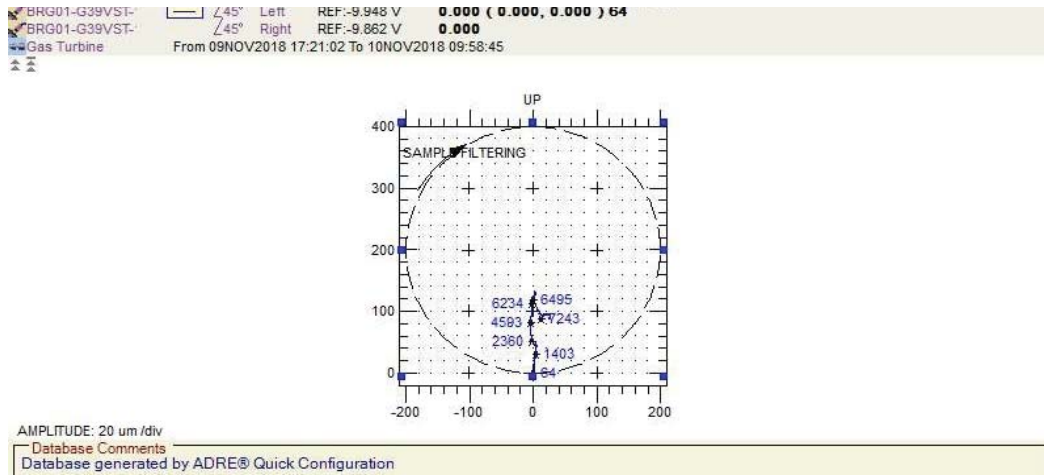 BRG01-G39VST- ∠45° Left REF:-9.948 V 0.000 ( 0.000, 0.000 ) 64
BRG01-G39VST- ∠45° Right REF:-9.862 V 0.000
Gas Turbine From 09NOV2018 17:21:02 To 10NOV2018 09:58:45
UP
400
SAMPLE FILTERING
300
200
6234 6495
100
4593 7243
2360
1403
0 64
-200 -100 0 100 200
AMPLITUDE: 20 um /div
Database Comments
Database generated by ADRE® Quick Configuration